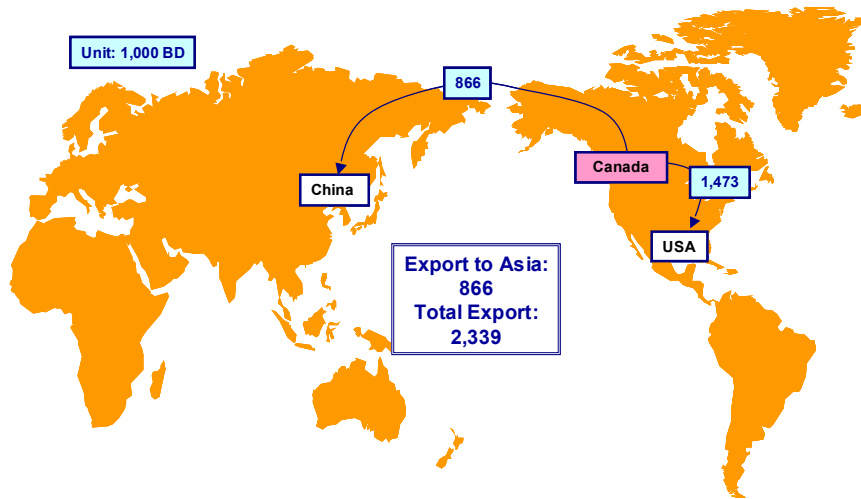 Unit: 1,000 BD
866
Canada
China
1,473
USA
Export to Asia:
866
Total Export:
2,339